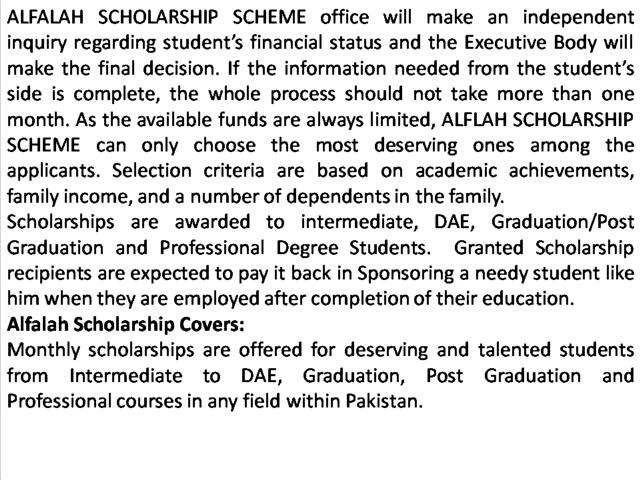 ALFALAH SCHOLARSHIP SCHEME office will make an independent
inquiry regarding student's financial status and the Executive Body will
make the final decision. If the information needed from the student's
side is complete, the whole process should not take more than one
month. As the available funds are always limited, ALFLAH SCHOLARSHIP
SCHEME can only choose the most deserving ones among the
applicants. Selection criteria are based on academic achievements,
family income, and a number of dependents in the family.
Scholarships are awarded to intermediate, DAE, Graduation/Post
Graduation and Professional Degree Students. Granted Scholarship
recipients are expected to pay it back in Sponsoring a needy student like
him when they are employed after completion of their education.
Alfalah Scholarship Covers:
Monthly scholarships are offered for deserving and talented students
from Intermediate to DAE, Graduation, Post Graduation and
Professional courses in any field within Pakistan.